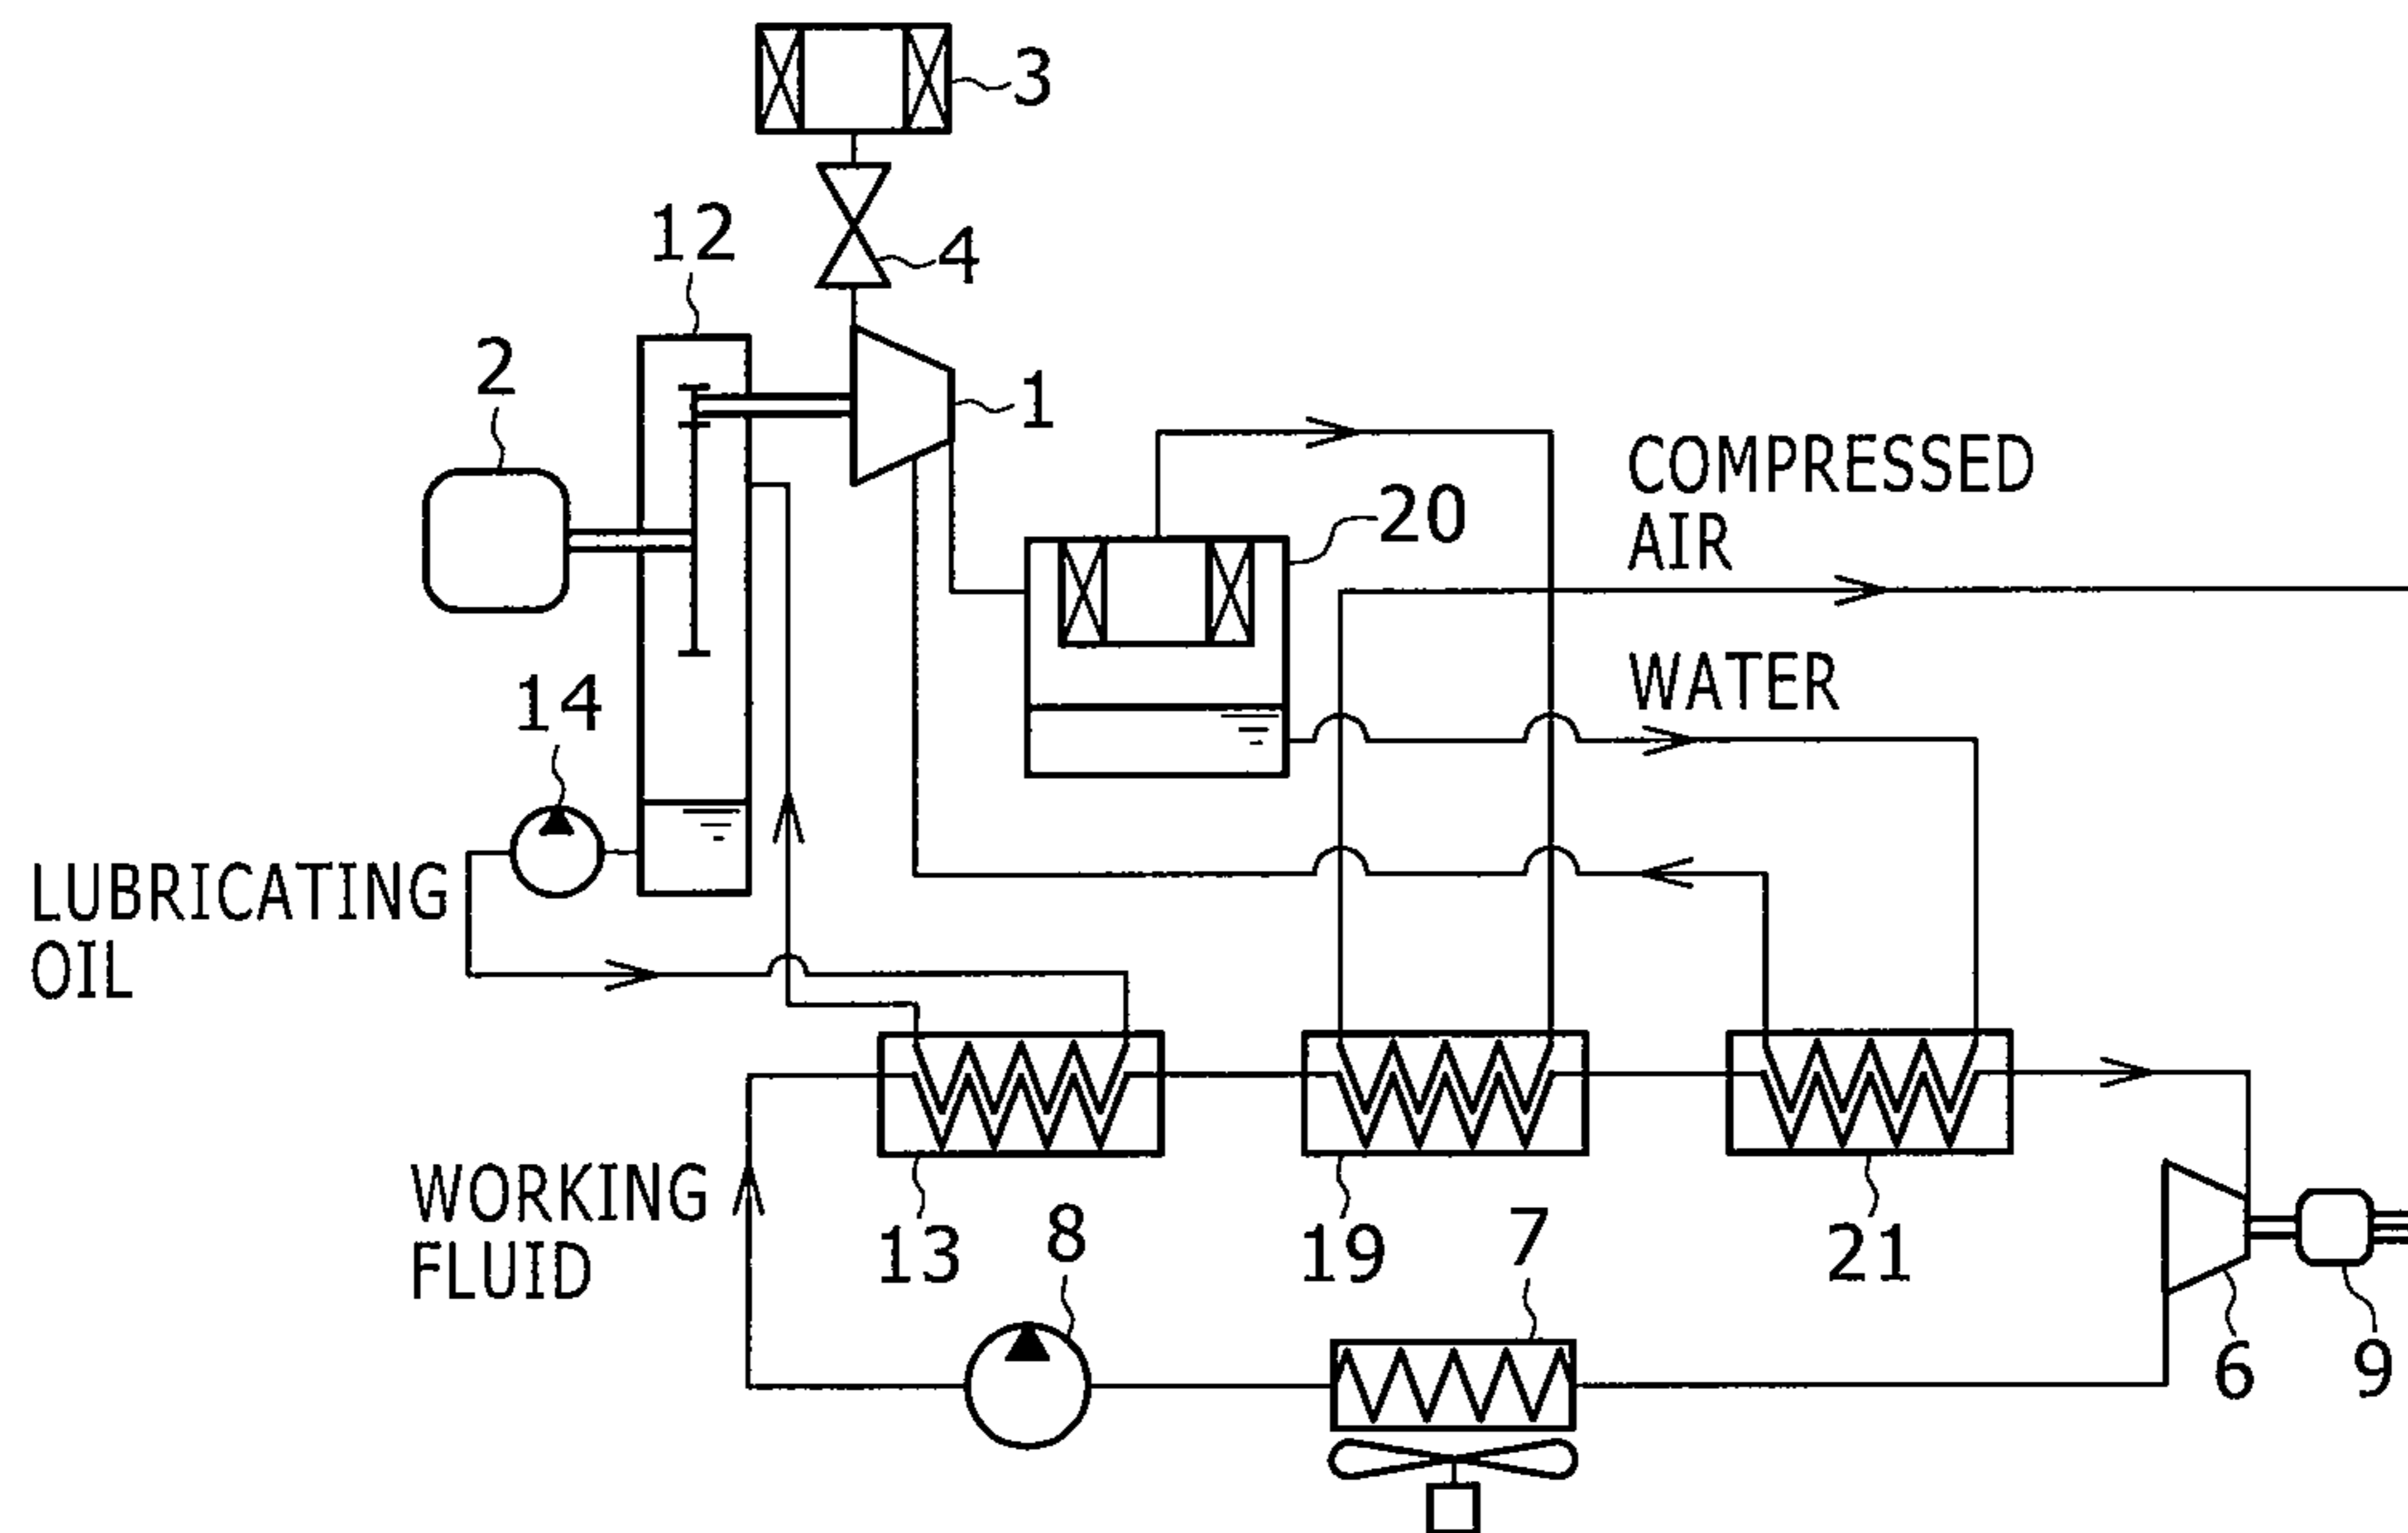 3
12
4
2
1
COMPRESSED
AIR
20
WATER
14
LUBRICATING
OIL
WORKING
FLUID
13
8
19
7
21
6
9